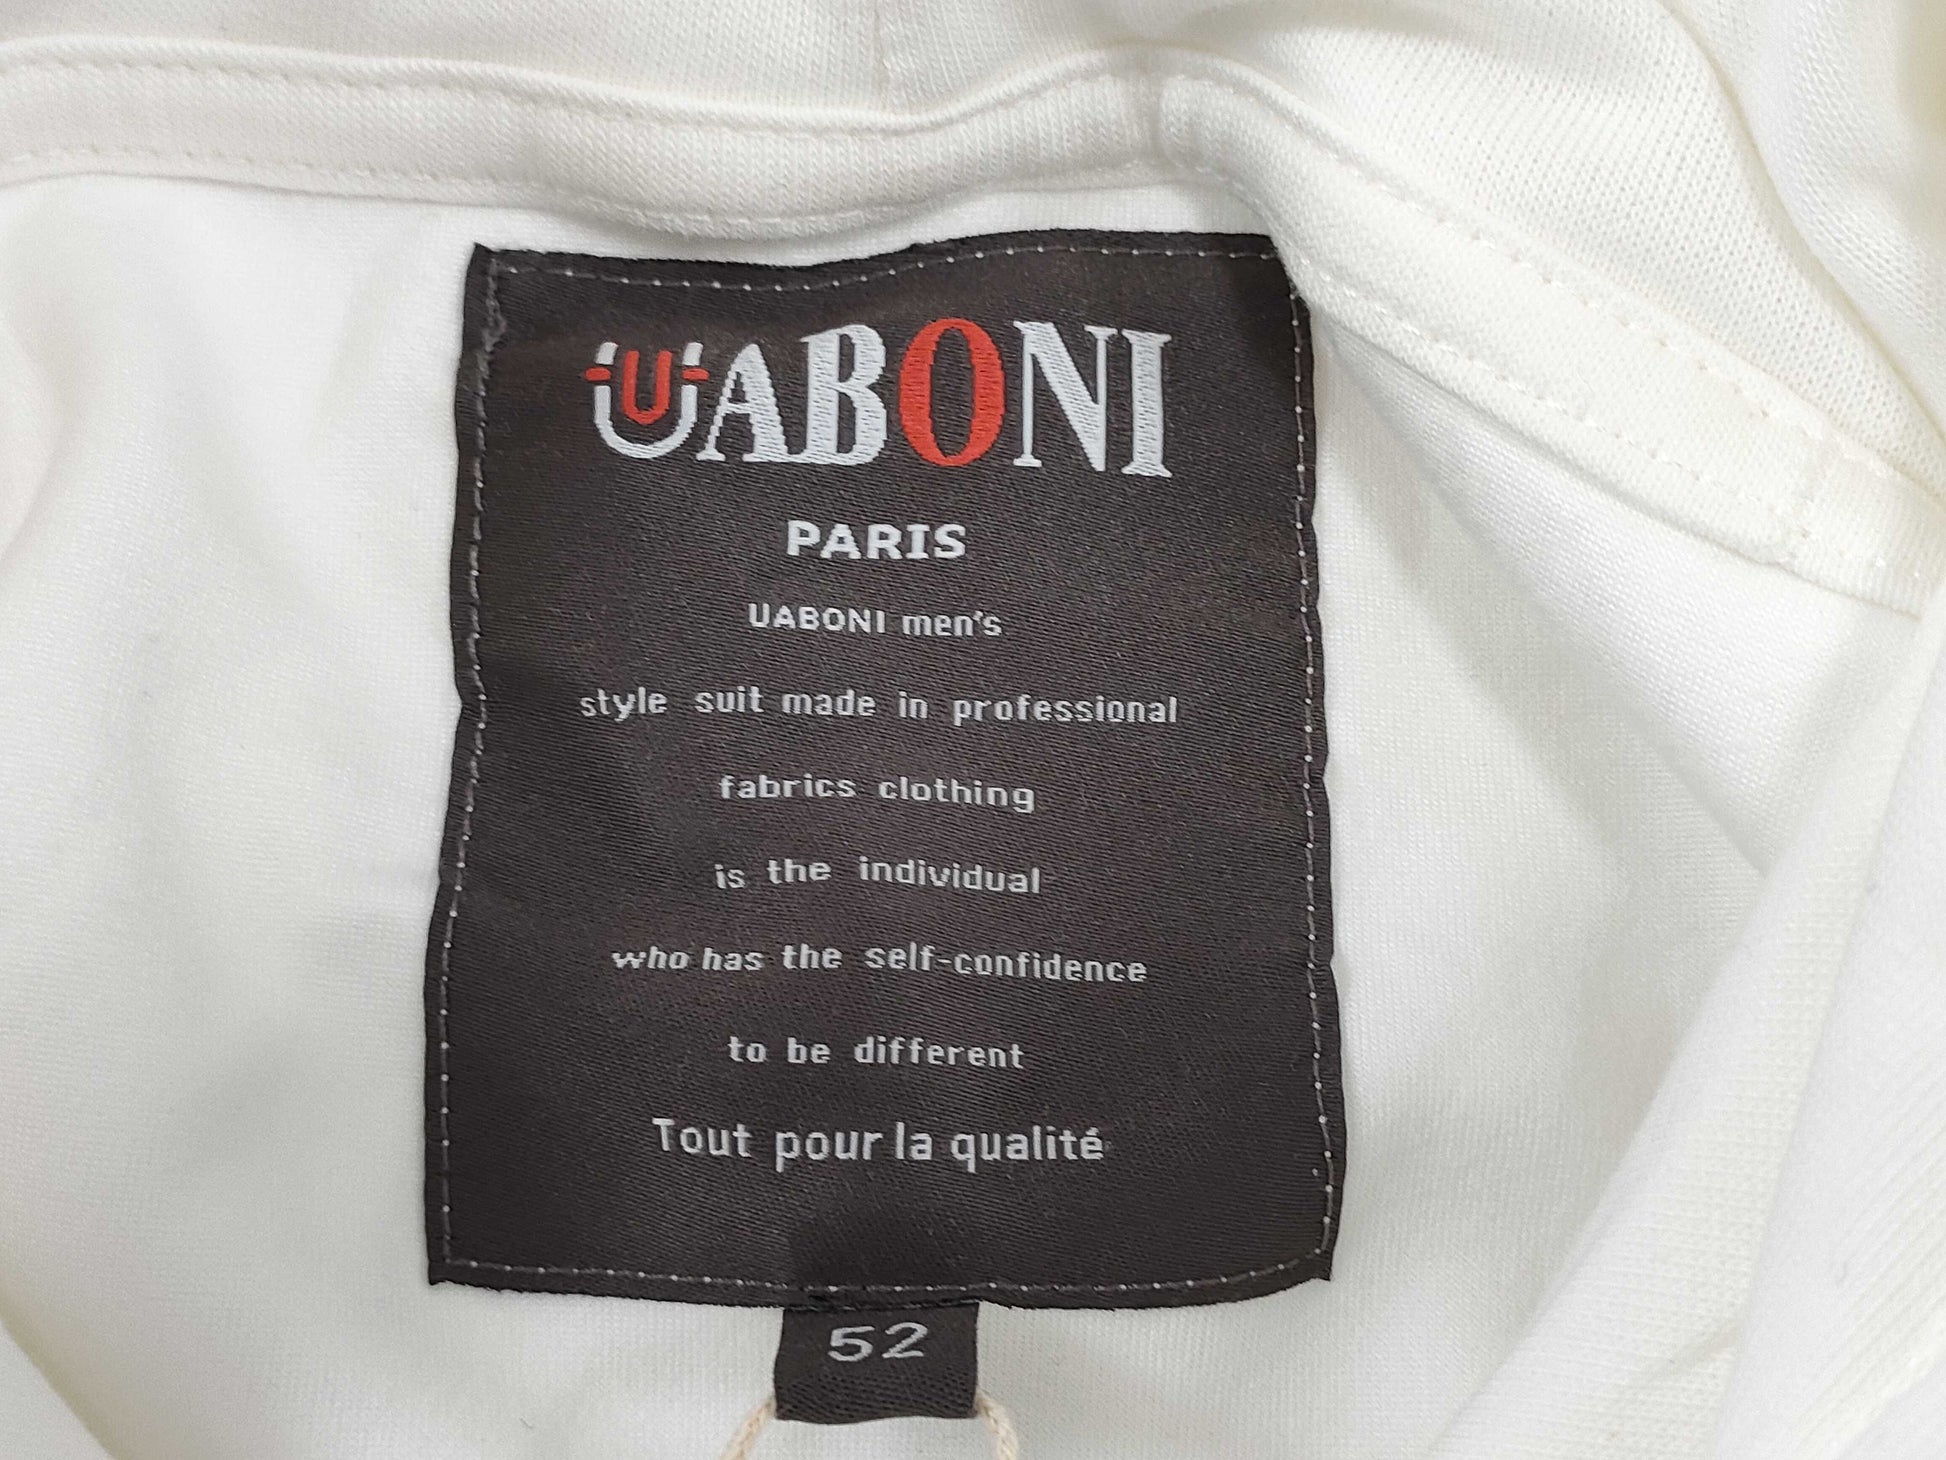 UABONI
PARIS
UABONI men's
style suit made in professional
fabrics clothing
is the individual
who has the self-confidence
to be different
Tout pour la qualité
52